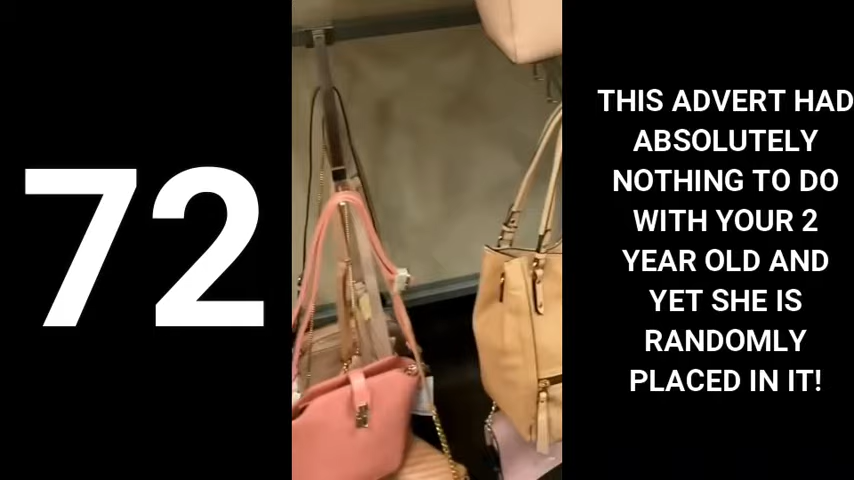 72
THIS ADVERT HAD
ABSOLUTELY
NOTHING TO DO
WITH YOUR 2
YEAR OLD AND
YET SHE IS
RANDOMLY
PLACED IN IT!